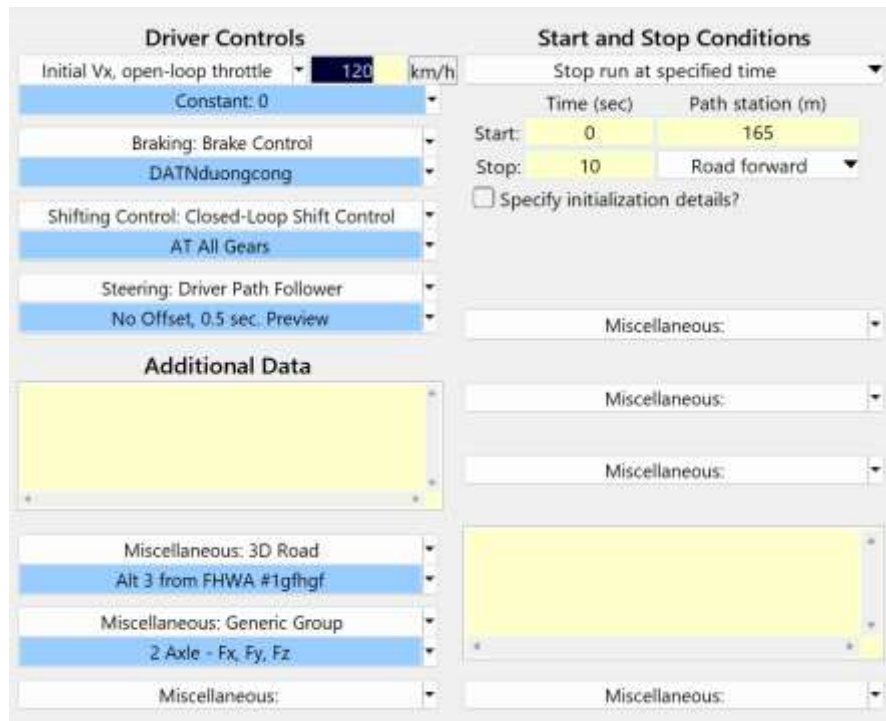 Driver Controls
Initial Vx, open-loop throttle 120 km/h
Constant: 0
Braking: Brake Control
DATNduongcong
Shifting Control: Closed-Loop Shift Control
AT All Gears
Steering: Driver Path Follower
No Offset, 0.5 sec. Preview
Additional Data
Miscellaneous: 3D Road
Alt 3 from FHWA #1gfhgf
Miscellaneous: Generic Group
2 Axle - Fx, Fy, Fz
Miscellaneous:
Start and Stop Conditions
Stop run at specified time
Time (sec) Path station (m)
Start: 0 165
Stop: 10 Road forward
Specify initialization details?
Miscellaneous:
Miscellaneous:
Miscellaneous:
Miscellaneous: